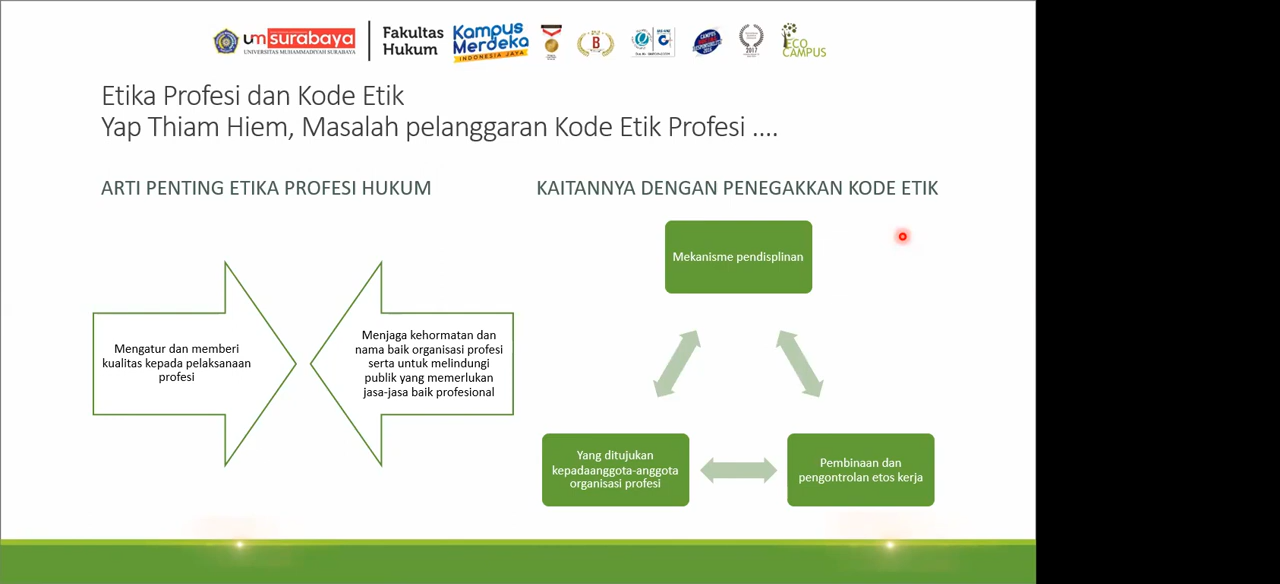 um surabaya
UNIVERSITAS MUHAMMADIYAH SURABAYA
Fakultas
Hukum
Kampus
Merdeka
INDONESIA JAYA
B
2017
ECO
CAMPUS
Etika Profesi dan Kode Etik
Yap Thiam Hiem, Masalah pelanggaran Kode Etik Profesi ....
ARTI PENTING ETIKA PROFESI HUKUM
Mengatur dan memberi
kualitas kepada pelaksanaan
profesi
Menjaga kehormatan dan
nama baik organisasi profesi
serta untuk melindungi
publik yang memerlukan
jasa-jasa baik profesional
KAITANNYA DENGAN PENEGAKKAN KODE ETIK
Mekanisme pendisplinan
Yang ditujukan
kepadaanggota-anggota
organisasi profesi
Pembinaan dan
pengontrolan etos kerja